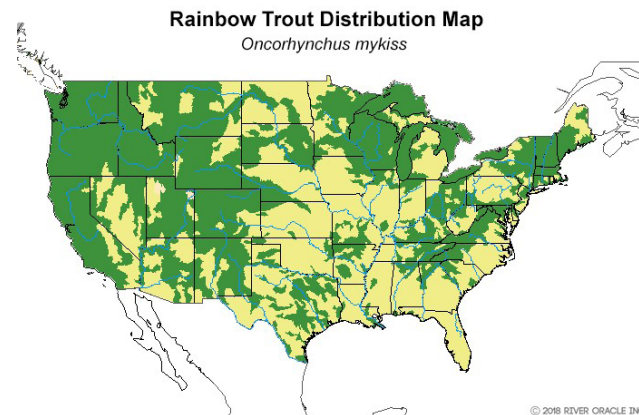 Rainbow Trout Distribution Map
Oncorhynchus mykiss
© 2018 RIVER ORACLE IN